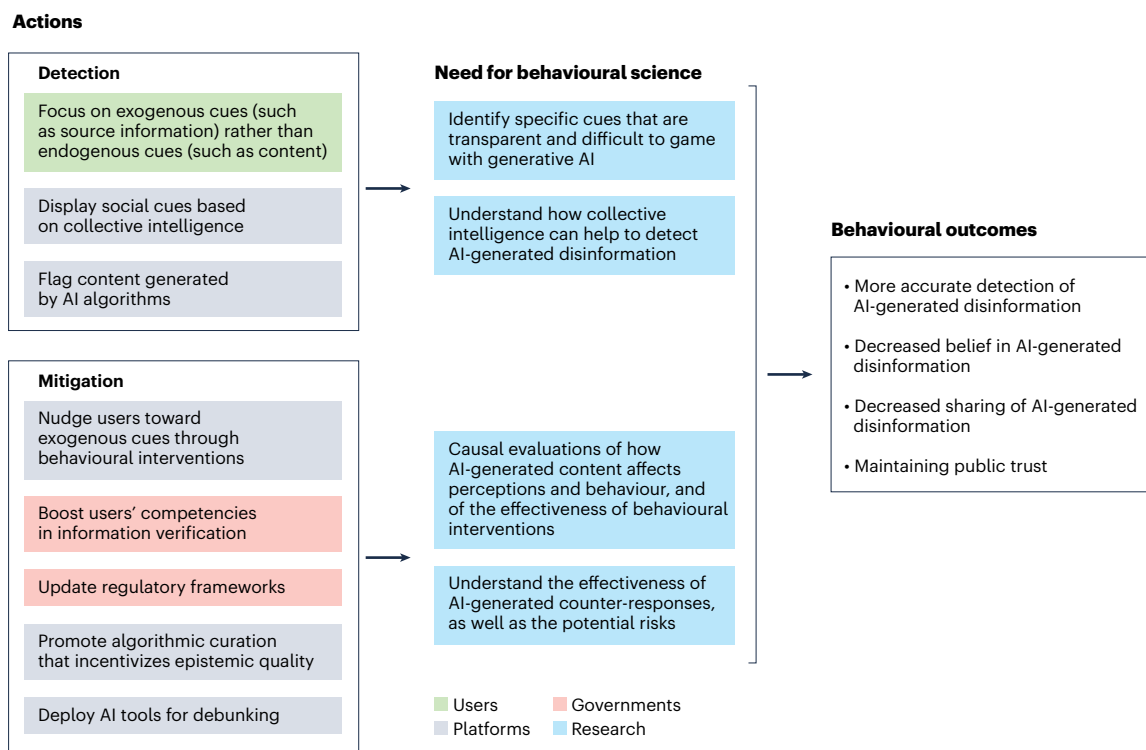 Actions
Detection
Focus on exogenous cues (such
as source information) rather than
endogenous cues (such as content)
Display social cues based
on collective intelligence
Flag content generated
by AI algorithms
Mitigation
Nudge users toward
exogenous cues through
behavioural interventions
Boost users’ competencies
in information verification
Update regulatory frameworks
Promote algorithmic curation
that incentivizes epistemic quality
Deploy AI tools for debunking
Need for behavioural science
Identify specific cues that are
transparent and difficult to game
with generative AI
Understand how collective
intelligence can help to detect
AI-generated disinformation
Causal evaluations of how
AI-generated content affects
perceptions and behaviour, and
of the effectiveness of behavioural
interventions
Understand the effectiveness of
AI-generated counter-responses,
as well as the potential risks
Users
Governments
Platforms
Research
Behavioural outcomes
• More accurate detection of
AI-generated disinformation
• Decreased belief in AI-generated
disinformation
• Decreased sharing of AI-generated
disinformation
• Maintaining public trust